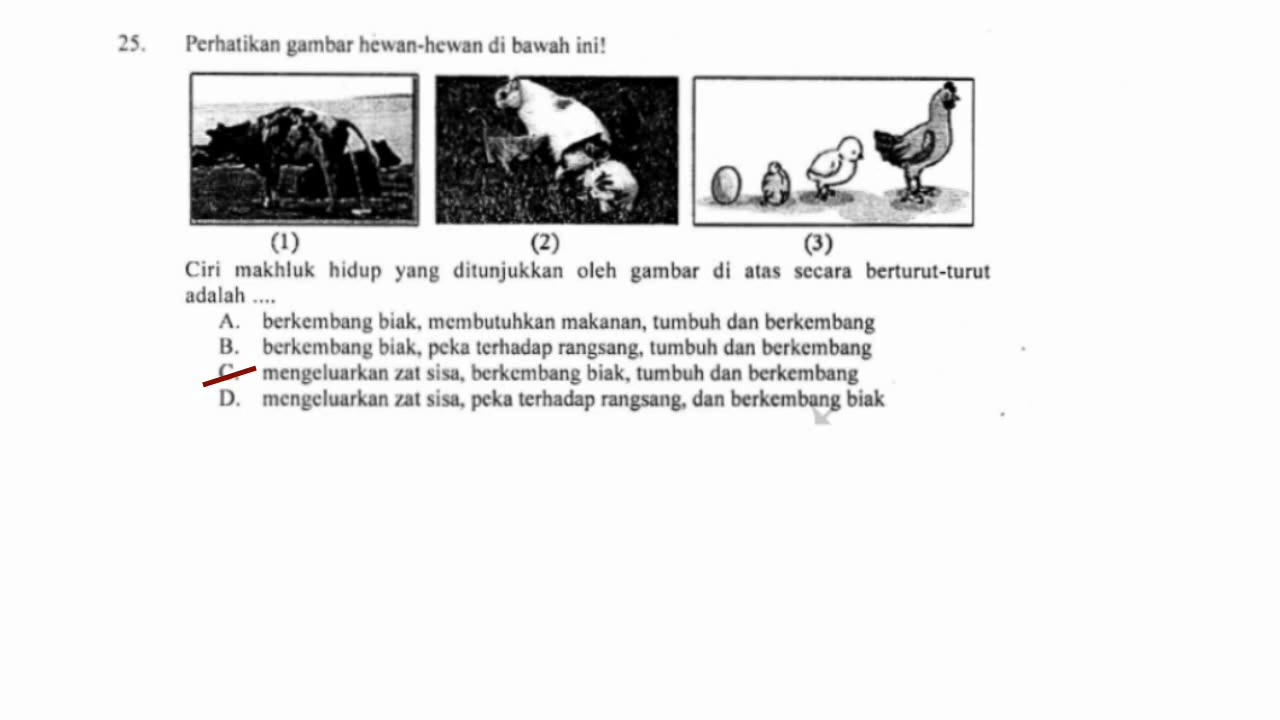 25. Perhatikan gambar hewan-hewan di bawah ini!
(1) (2) (3)
Ciri makhluk hidup yang ditunjukkan oleh gambar di atas secara berturut-turut
adalah ....
A. berkembang biak, membutuhkan makanan, tumbuh dan berkembang
B. berkembang biak, peka terhadap rangsang, tumbuh dan berkembang
C. mengeluarkan zat sisa, berkembang biak, tumbuh dan berkembang
D. mengeluarkan zat sisa, peka terhadap rangsang, dan berkembang biak